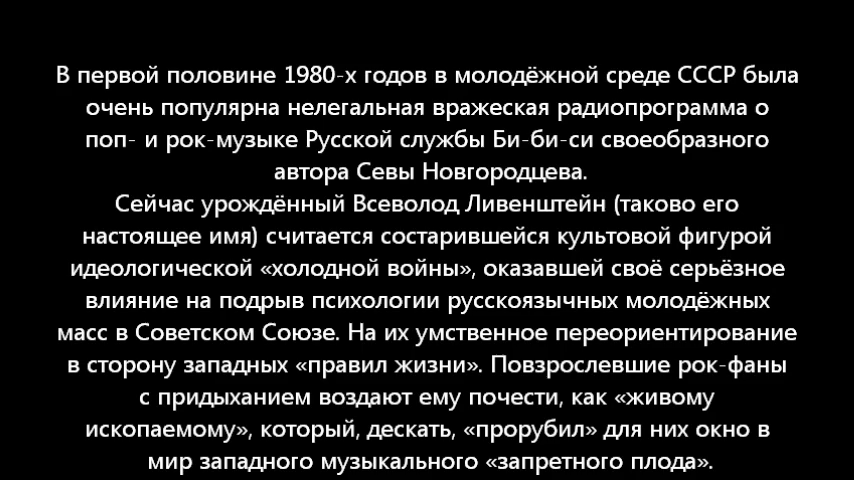 В первой половине 1980-х годов в молодёжной среде СССР была
очень популярна нелегальная вражеская радиопрограмма о
поп- и рок-музыке Русской службы Би-би-си своеобразного
автора Севы Новгородцева.
Сейчас урождённый Всеволод Ливенштейн (таково его
настоящее имя) считается состарившейся культовой фигурой
идеологической «холодной войны», оказавшей своё серьёзное
влияние на подрыв психологии русскоязычных молодёжных
масс в Советском Союзе. На их умственное переориентирование
в сторону западных «правил жизни». Повзрослевшие рок-фаны
с придыханием воздают ему почести, как «живому
ископаемому», который, дескать, «прорубил» для них окно в
мир западного музыкального «запретного плода».